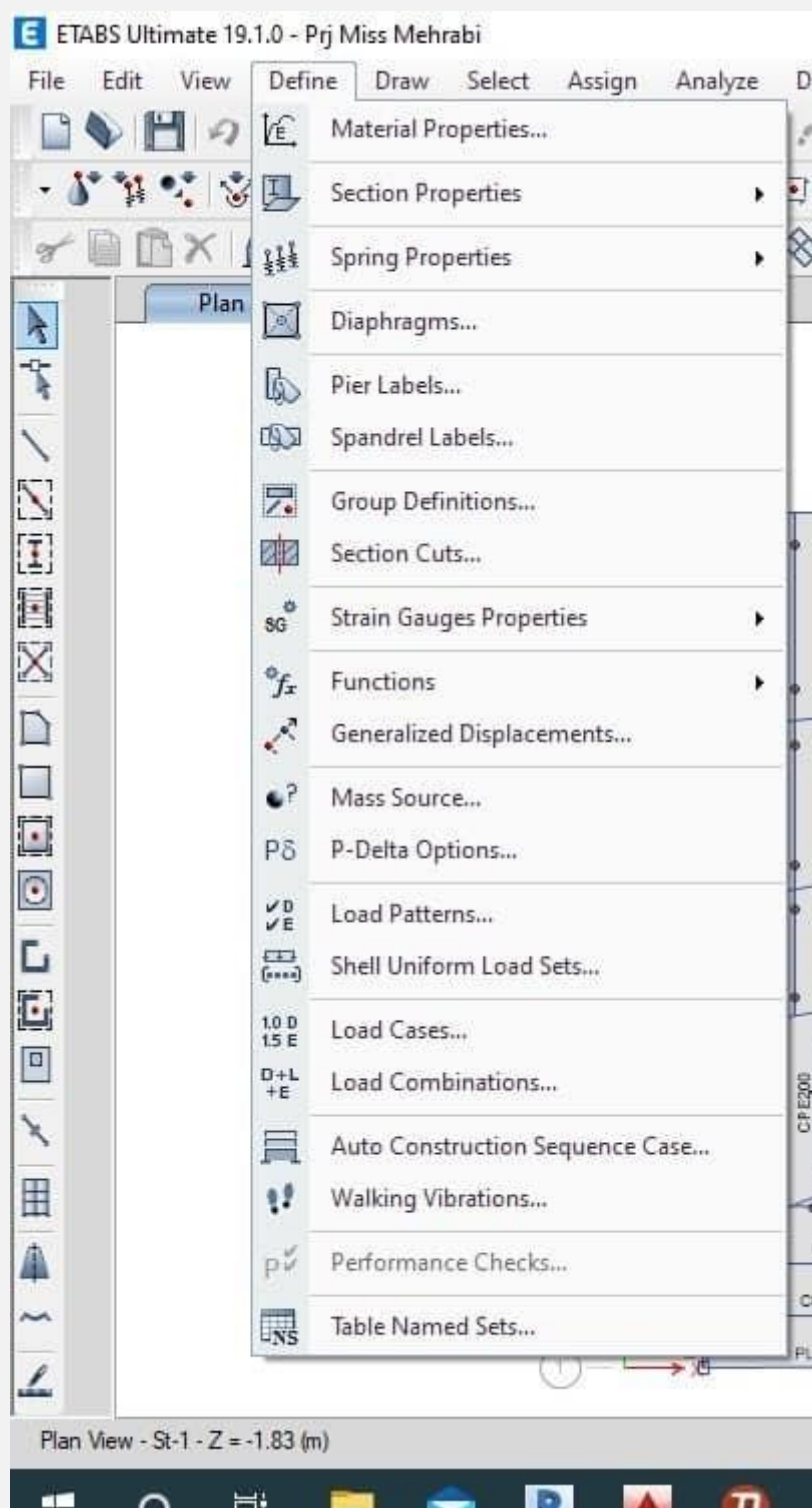 ETABS Ultimate 19.1.0 - Prj Miss Mehrabi
File Edit View Define Draw Select Assign Analyze D
Material Properties...
Section Properties
Spring Properties
Plan
Diaphragms...
Pier Labels...
Spandrel Labels...
Group Definitions...
Section Cuts...
SG Strain Gauges Properties
fx Functions
Generalized Displacements...
? Mass Source...
Pδ P-Delta Options...
D
E
Load Patterns...
Shell Uniform Load Sets...
1.0 D
1.5 E
Load Cases...
D+L
+E
Load Combinations...
CPE200
Auto Construction Sequence Case...
Walking Vibrations...
p Performance Checks...
NS Table Named Sets...
PL
1
X
Plan View - St-1 - Z = -1.83 (m)